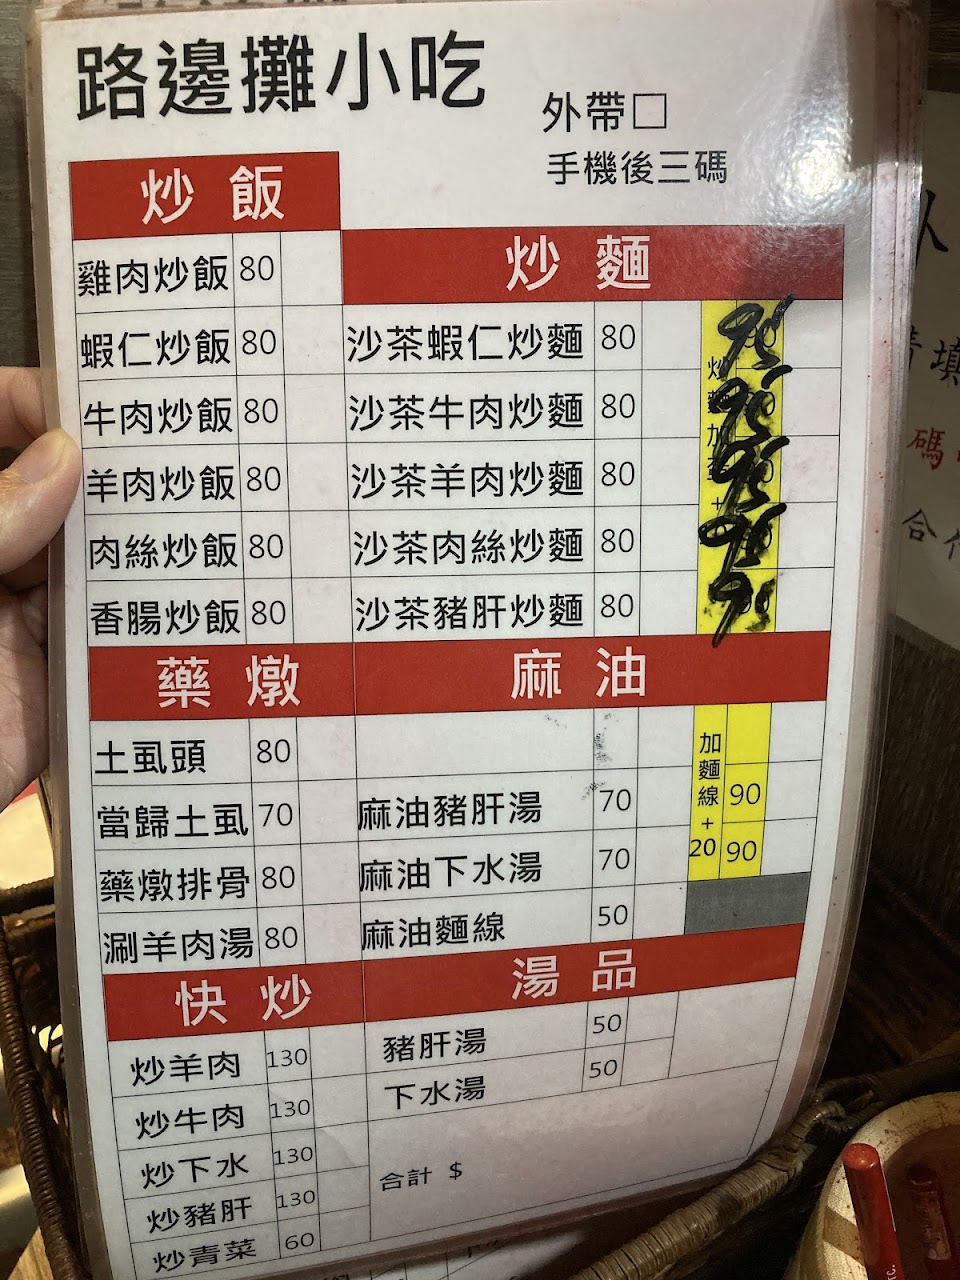 路邊攤小吃
外帶□
手機後三碼
炒飯
雞肉炒飯 80
蝦仁炒飯 80
牛肉炒飯 80
羊肉炒飯 80
肉絲炒飯 80
香腸炒飯 80
炒麵
沙茶蝦仁炒麵 80 95
沙茶牛肉炒麵 80 95
沙茶羊肉炒麵 80 95
沙茶肉絲炒麵 80 95
沙茶豬肝炒麵 80 95
藥燉
土虱頭 80
當歸土虱 70
藥燉排骨 80
涮羊肉湯 80
麻油
加麵線+20
麻油豬肝湯 70 90
麻油下水湯 70 90
麻油麵線 50
快炒
炒羊肉 130
炒牛肉 130
炒下水 130
炒豬肝 130
炒青菜 60
湯品
豬肝湯 50
下水湯 50
合計 $
填
碼
合